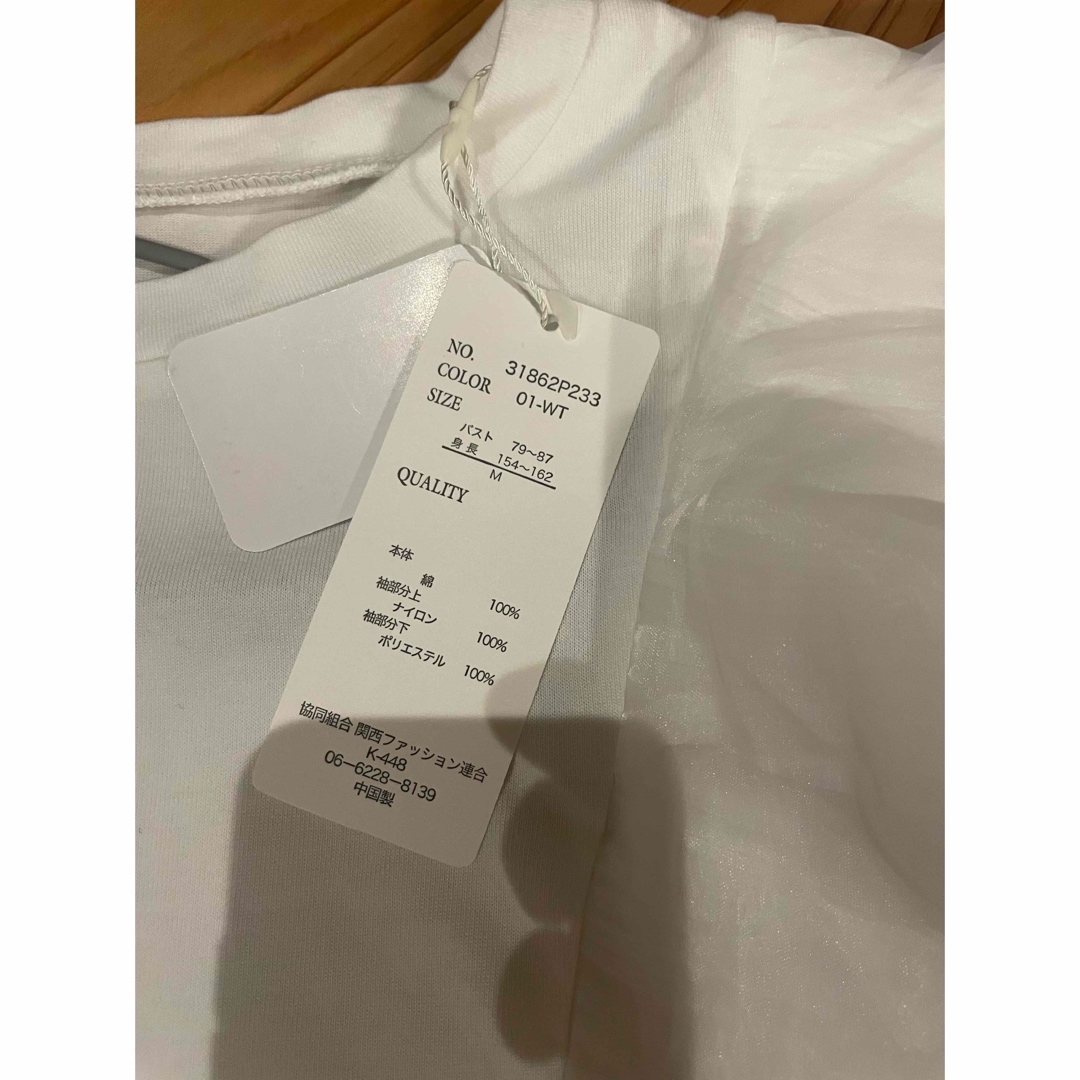 NO. 31862P233
COLOR 01-WT
SIZE
バスト 79～87
身長 154～162
M
QUALITY
本体
綿 100%
袖部分上
ナイロン 100%
袖部分下
ポリエステル 100%
協同組合 関西ファッション連合
K-448
06－6228－8139
中国製